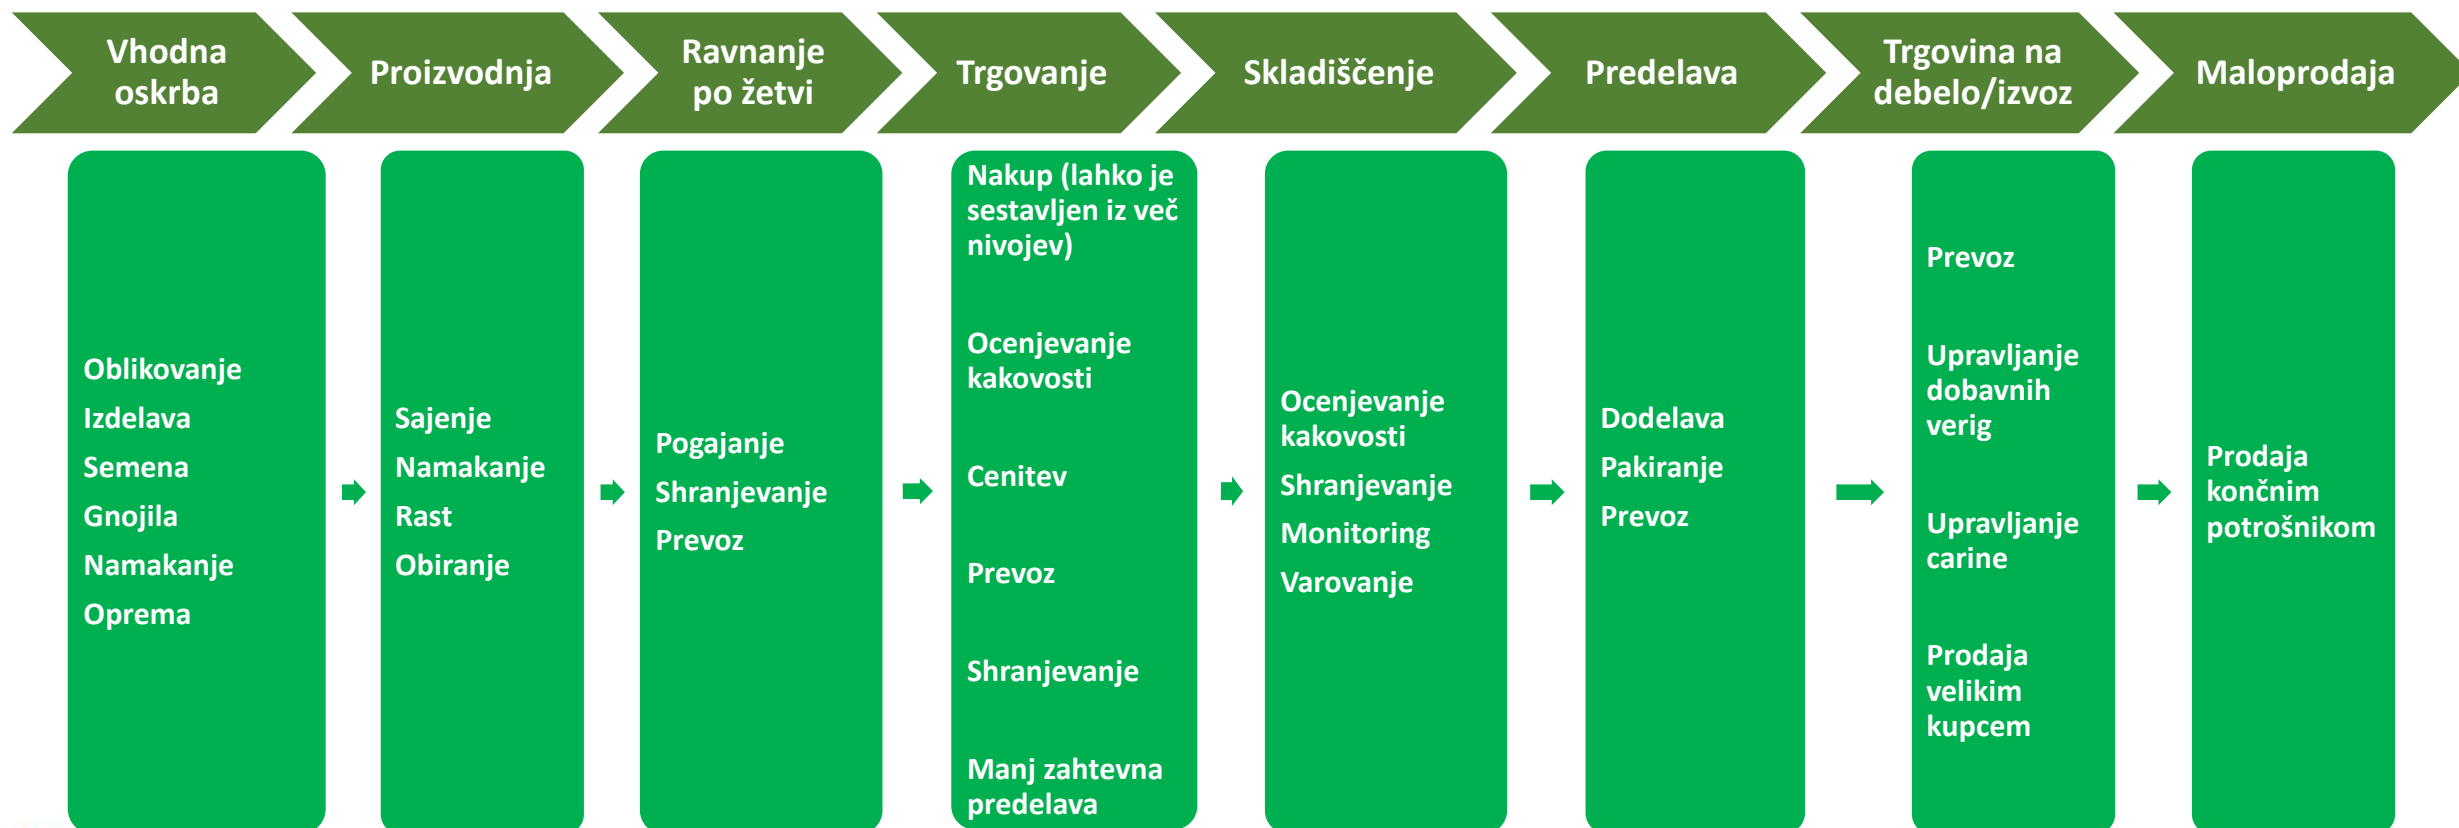 Vhodna
oskrba
Proizvodnja
Ravnanje
po žetvi
Trgovanje
Skladiščenje
Predelava
Trgovina na
debelo/izvoz
Maloprodaja
Oblikovanje
Izdelava
Semena
Gnojila
Namakanje
Oprema
Sajenje
Namakanje
Rast
Obiranje
Pogajanje
Shranjevanje
Prevoz
Nakup (lahko je
sestavljen iz več
nivojev)
Ocenjevanje
kakovosti
Cenitev
Prevoz
Shranjevanje
Manj zahtevna
predelava
Ocenjevanje
kakovosti
Shranjevanje
Monitoring
Varovanje
Dodelava
Pakiranje
Prevoz
Prevoz
Upravljanje
dobavnih
verig
Upravljanje
carine
Prodaja
velikim
kupcem
Prodaja
končnim
potrošnikom